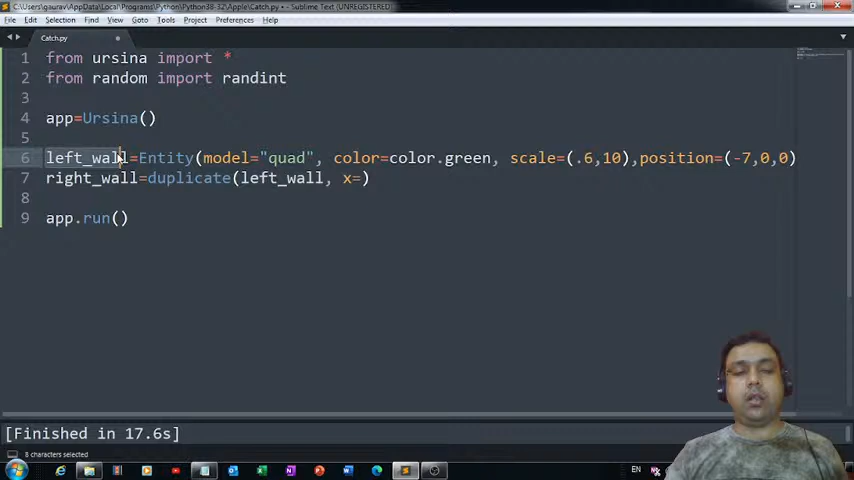 C:\Users\gaurav\AppData\Local\Programs\Python\Python38-32\Apple\Catch.py • - Sublime Text (UNREGISTERED)
File Edit Selection Find View Goto Tools Project Preferences Help
Catch.py
1 from ursina import *
2 from random import randint
3
4 app=Ursina()
5
6 left_wall=Entity(model="quad", color=color.green, scale=(.6,10),position=(-7,0,0)
7 right_wall=duplicate(left_wall, x=)
8
9 app.run()
[Finished in 17.6s]
8 characters selected
EN